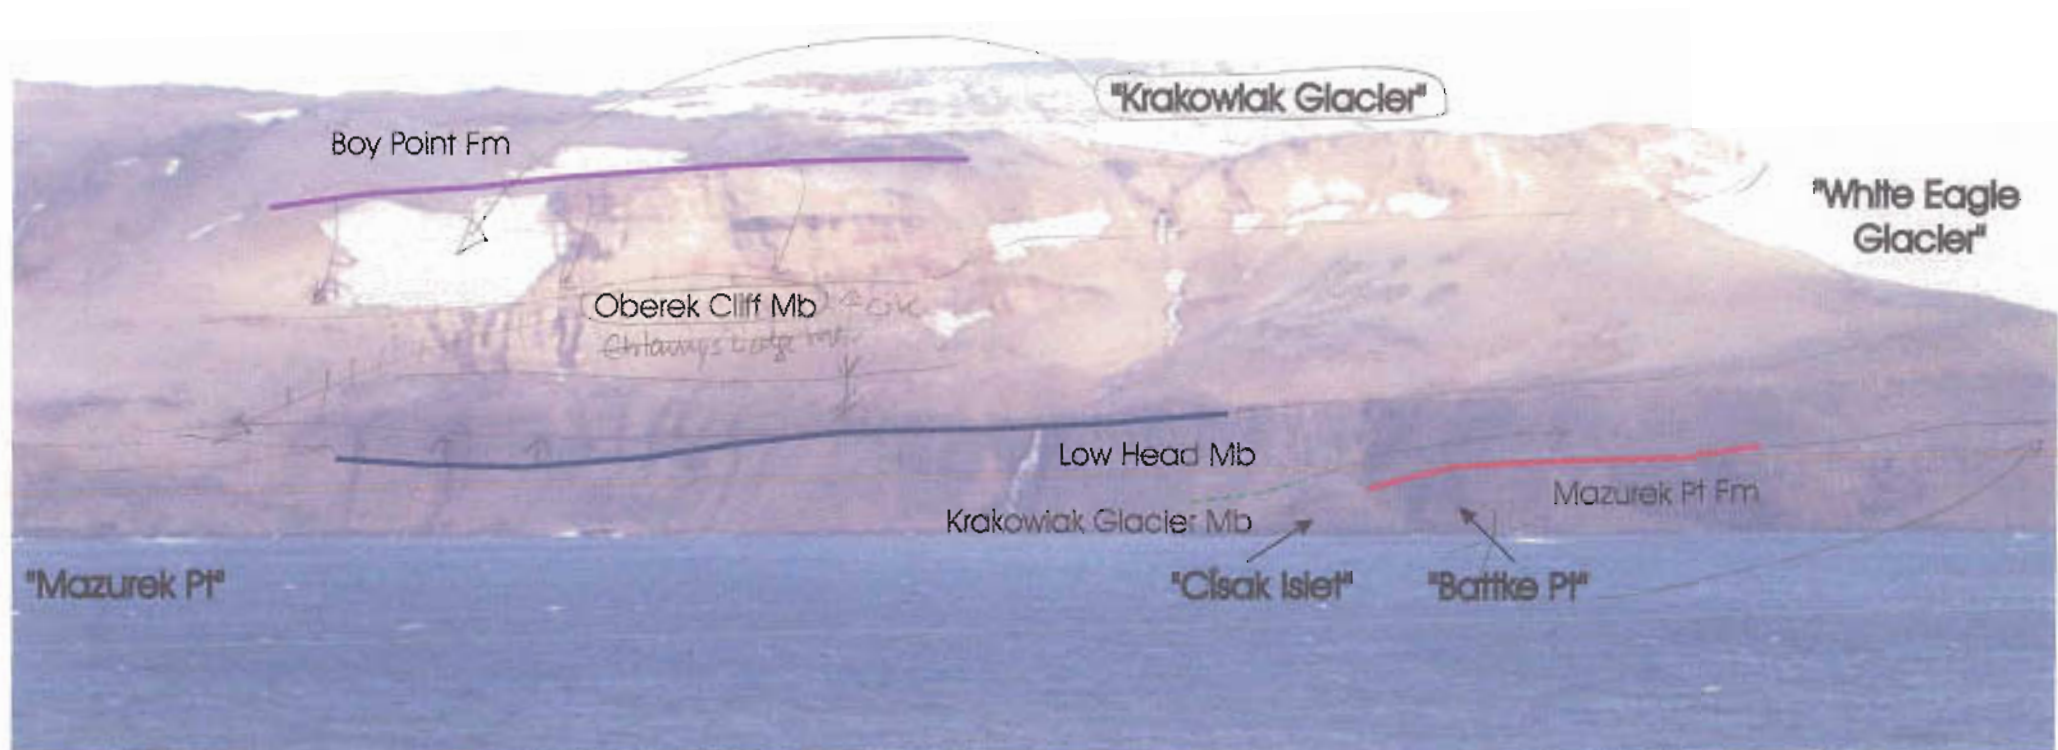 "Krakowiak Glacier"
Boy Point Fm
"White Eagle
Glacier"
Oberek Cliff Mb
Low Head Mb
Mazurek Pt Fm
Krakowiak Glacier Mb
"Mazurek Pt"
"Cisak Islet"
"Battke Pt"